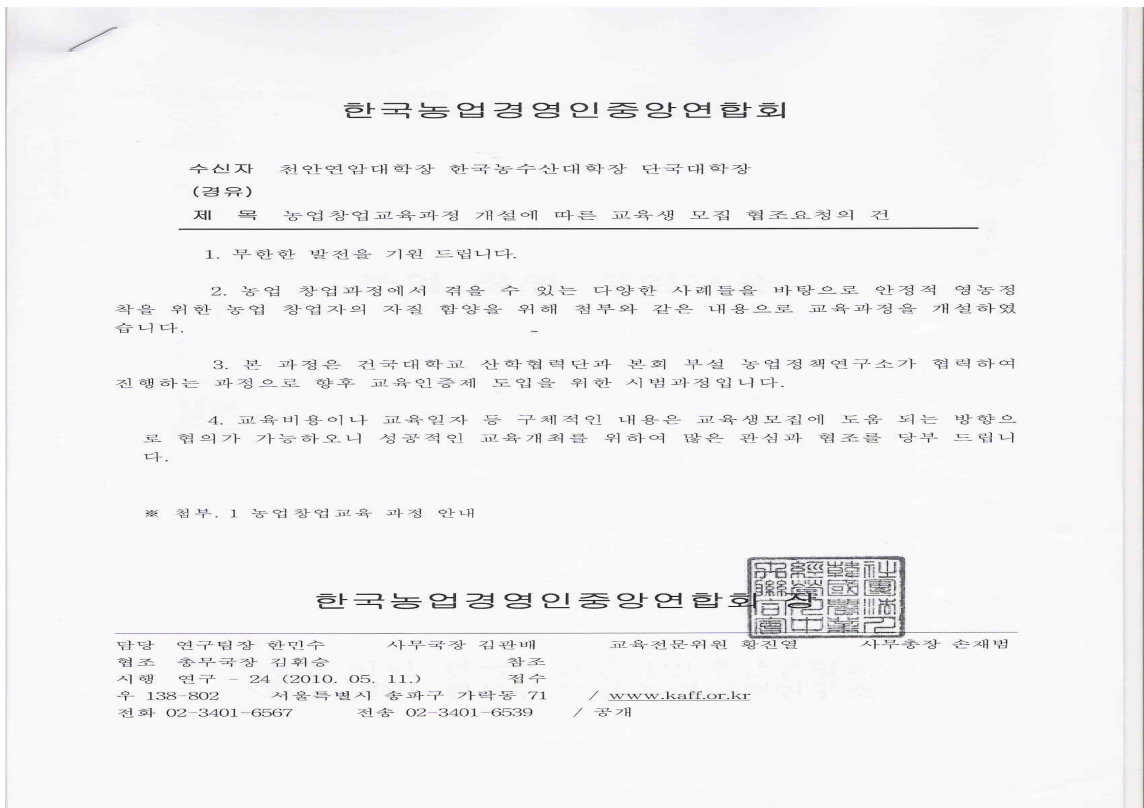 한국농업경영인중앙연합회
수신자 천안연암대학장 한국농수산대학장 단국대학장
(경유)
제 목 농업창업교육과정 개설에 따른 교육생 모집 협조요청의 건
1. 무한한 발전을 기원 드립니다.
2. 농업 창업과정에서 겪을 수 있는 다양한 사례들을 바탕으로 안정적 영농정
착을 위한 농업 창업자의 자질 함양을 위해 첨부와 같은 내용으로 교육과정을 개설하였
습니다.
3. 본 과정은 건국대학교 산학협력단과 본회 부설 농업정책연구소가 협력하여
진행하는 과정으로 향후 교육인증제 도입을 위한 시범과정입니다.
4. 교육비용이나 교육일자 등 구체적인 내용은 교육생모집에 도움 되는 방향으
로 협의가 가능하오니 성공적인 교육개최를 위하여 많은 관심과 협조를 당부 드립니
다.
※ 첨부. 1 농업창업교육 과정 안내
한국농업경영인중앙연합회 장
담당 연구팀장 한민수 사무국장 김관배 교육전문위원 황진열 사무총장 손재범
협조 총무국장 김휘승 참조
시행 연구 - 24 (2010. 05. 11.) 접수
우 138-802 서울특별시 송파구 가락동 71 / www.kaff.or.kr
전화 02-3401-6567 전송 02-3401-6539 / 공개